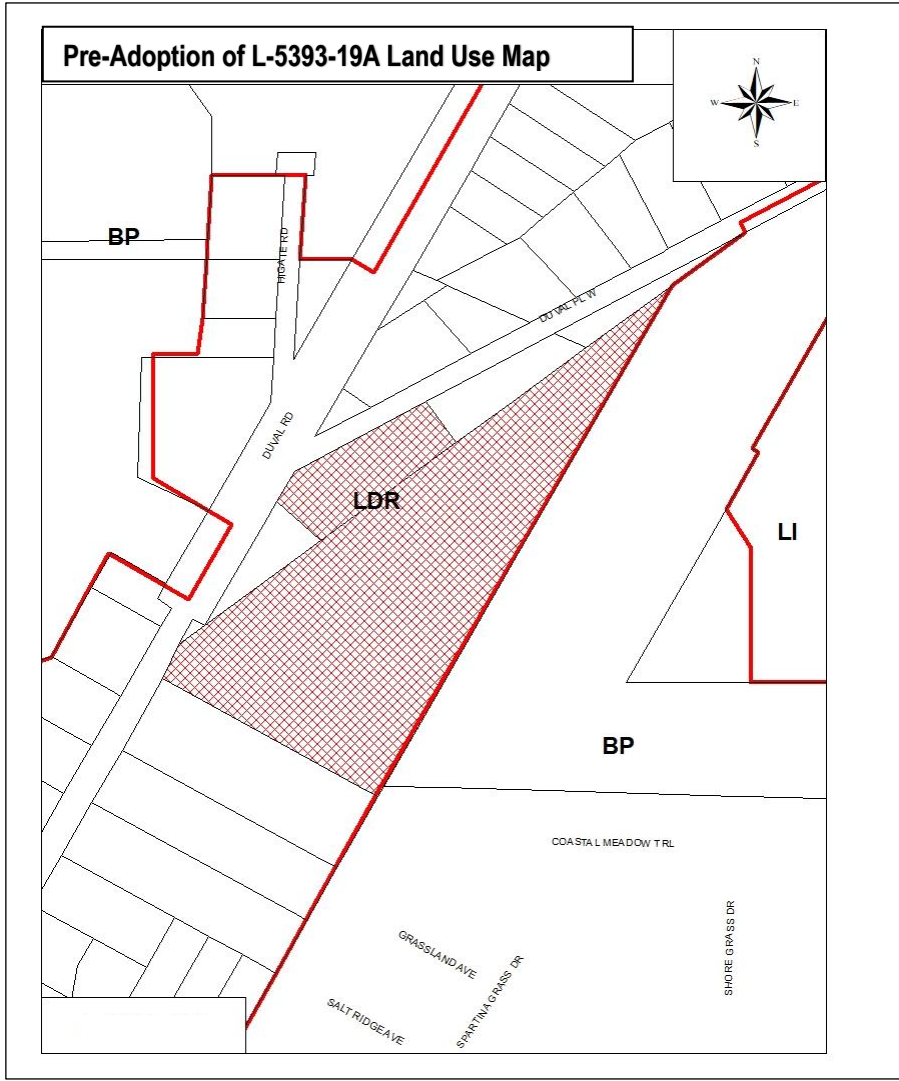 Pre-Adoption of L-5393-19A Land Use Map
N
W
E
S
BP
HIGATE RD
DUVAL PL W
DUVAL RD
LDR
LI
BP
COASTAL MEADOW TRL
SHORE GRASS DR
GRASSLAND AVE
SPARTINA GRASS DR
SALT RIDGE AVE